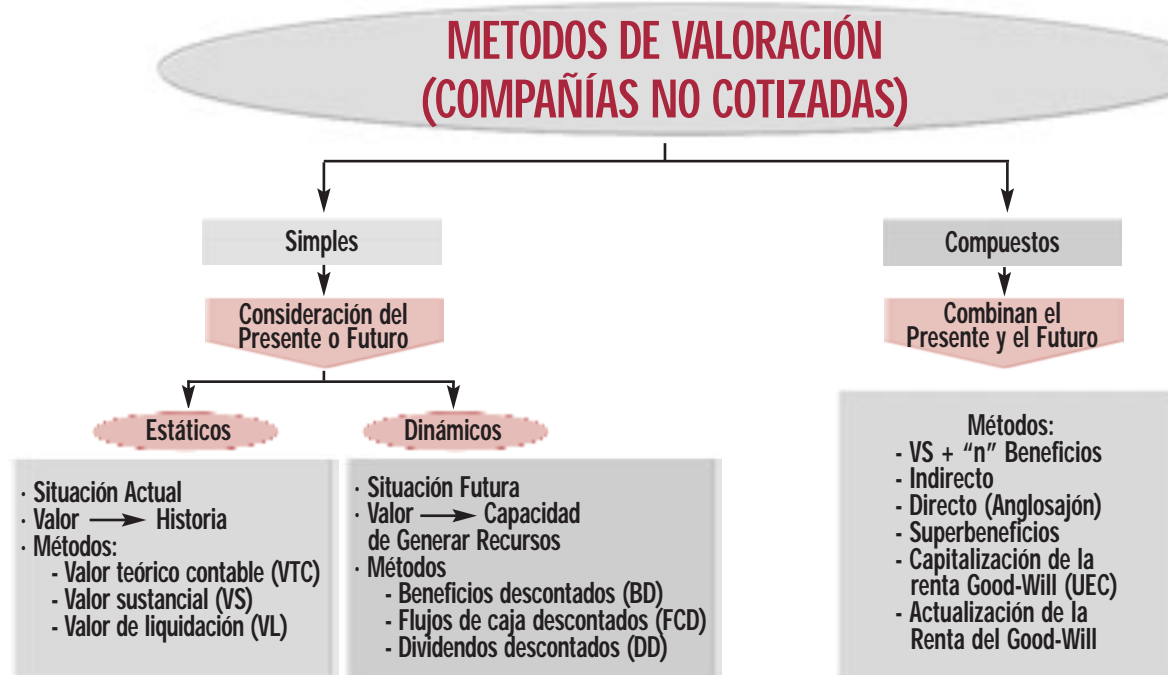 METODOS DE VALORACIÓN
(COMPAÑÍAS NO COTIZADAS)
Simples
Compuestos
Consideración del
Presente o Futuro
Combinan el
Presente y el Futuro
Estáticos
Dinámicos
· Situación Actual
· Valor → Historia
· Métodos:
- Valor teórico contable (VTC)
- Valor sustancial (VS)
- Valor de liquidación (VL)
· Situación Futura
· Valor → Capacidad
de Generar Recursos
· Métodos
- Beneficios descontados (BD)
- Flujos de caja descontados (FCD)
- Dividendos descontados (DD)
Métodos:
- VS + “n” Beneficios
- Indirecto
- Directo (Anglosajón)
- Superbeneficios
- Capitalización de la
renta Good-Will (UEC)
- Actualización de la
Renta del Good-Will